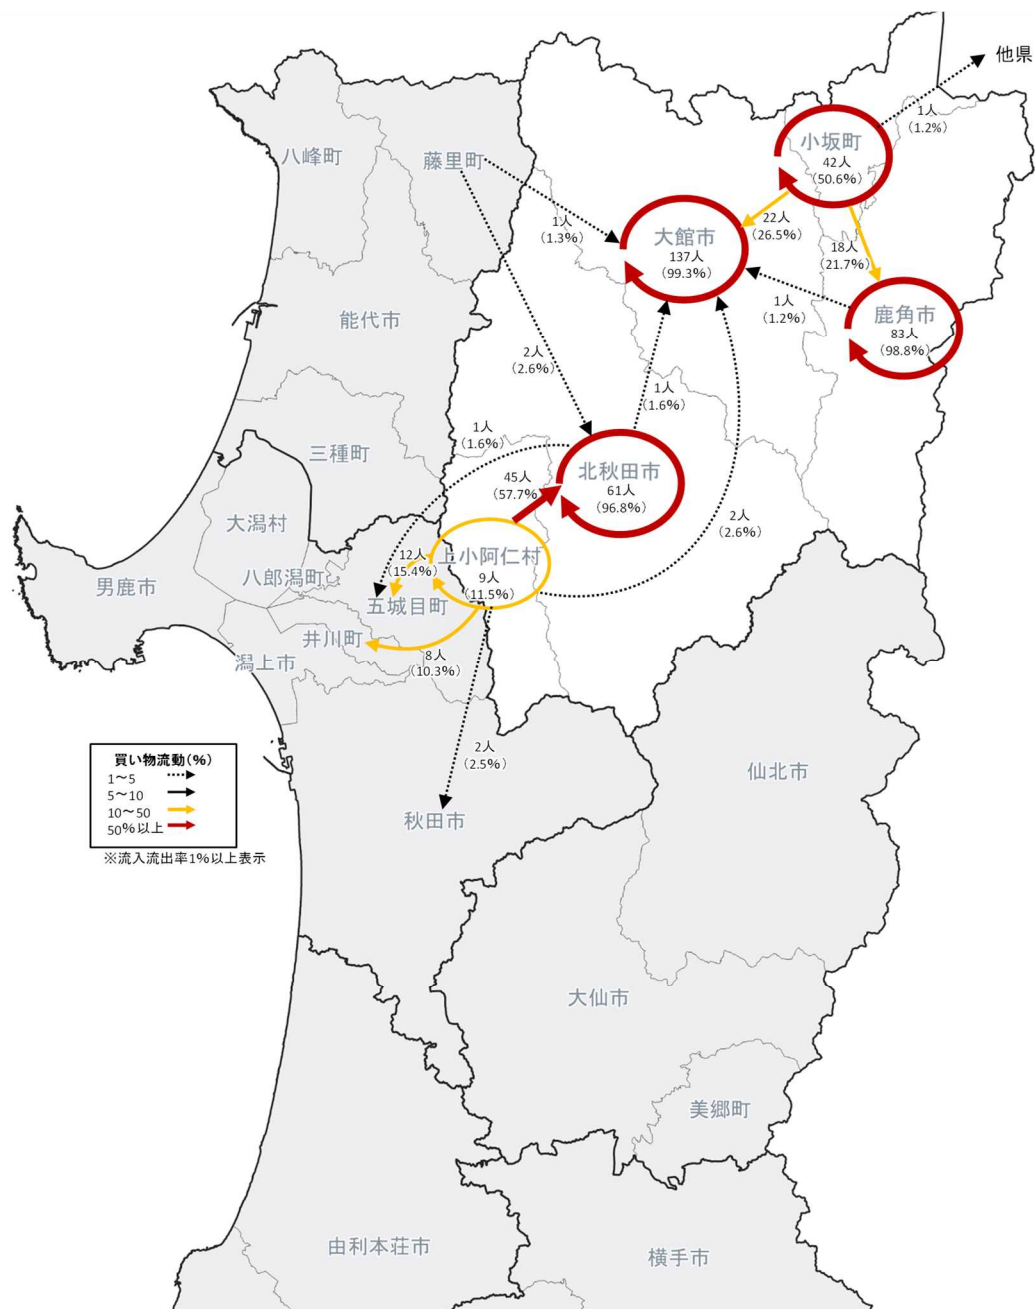 他県
1人
(1.2%)
小坂町
42人
(50.6%)
八峰町
藤里町
22人
(26.5%)
1人
(1.3%)
大館市
137人
(99.3%)
18人
(21.7%)
1人
(1.2%)
鹿角市
83人
(98.8%)
能代市
2人
(2.6%)
1人
(1.6%)
1人
(1.6%)
三種町
北秋田市
61人
(96.8%)
45人
(57.7%
2人
(2.6%)
大潟村
12人
(15.4%)
上小阿仁村
9人
(11.5%)
八郎潟町
男鹿市
五城目町
井川町
8人
(10.3%)
潟上市
2人
(2.5%)
買い物流動(%)
1～5
5～10
10～50
50%以上
※流入流出率1%以上表示
秋田市
仙北市
大仙市
美郷町
由利本荘市
横手市